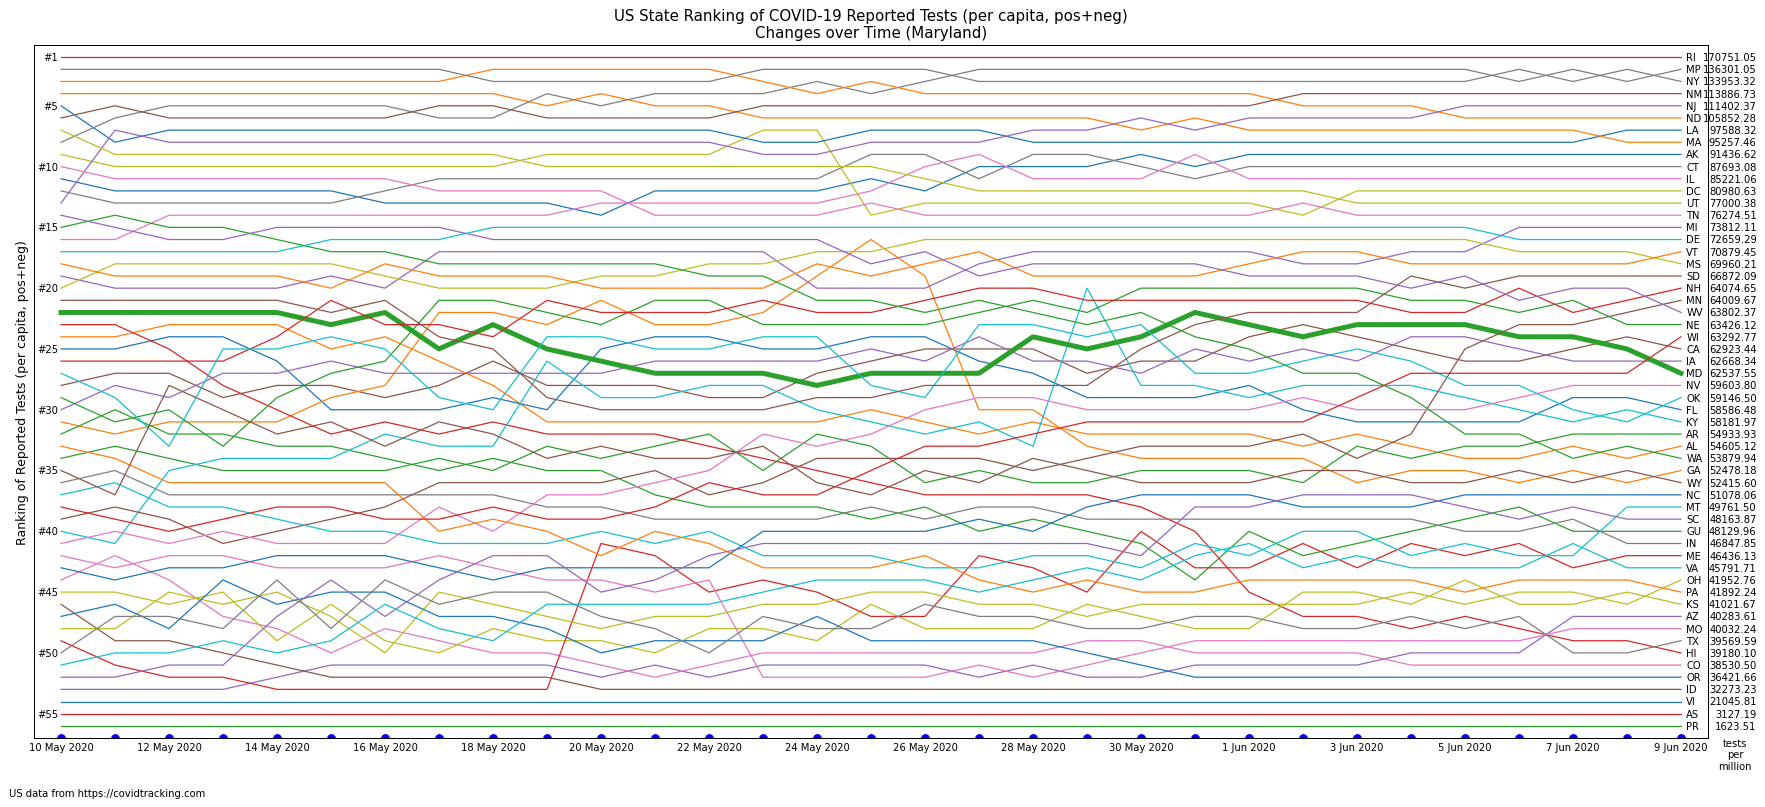 US State Ranking of COVID-19 Reported Tests (per capita, pos+neg)
Changes over Time (Maryland)
Ranking of Reported Tests (per capita, pos+neg)
#1
#5
#10
#15
#20
#25
#30
#35
#40
#45
#50
#55
RI 170751.05
MP 136301.05
NY 133953.32
NM 113886.73
NJ 111402.37
ND 105852.28
LA 97588.32
MA 95257.46
AK 91436.62
CT 87693.08
IL 85221.06
DC 80980.63
UT 77000.38
TN 76274.51
MI 73812.11
DE 72659.29
VT 70879.45
MS 69960.21
SD 66872.09
NH 64074.65
MN 64009.67
WV 63802.37
NE 63426.12
WI 63292.77
CA 62923.44
IA 62668.34
MD 62537.55
NV 59603.80
OK 59146.50
FL 58586.48
KY 58181.97
AR 54933.93
AL 54605.12
WA 53879.94
GA 52478.18
WY 52415.60
NC 51078.06
MT 49761.50
SC 48163.87
GU 48129.96
IN 46847.85
ME 46436.13
VA 45791.71
OH 41952.76
PA 41892.24
KS 41021.67
AZ 40283.61
MO 40032.24
TX 39569.59
HI 39180.10
CO 38530.50
OR 36421.66
ID 32273.23
VI 21045.81
AS 3127.19
PR 1623.51
10 May 2020 12 May 2020 14 May 2020 16 May 2020 18 May 2020 20 May 2020 22 May 2020 24 May 2020 26 May 2020 28 May 2020 30 May 2020 1 Jun 2020 3 Jun 2020 5 Jun 2020 7 Jun 2020 9 Jun 2020
tests
per
million
US data from https://covidtracking.com